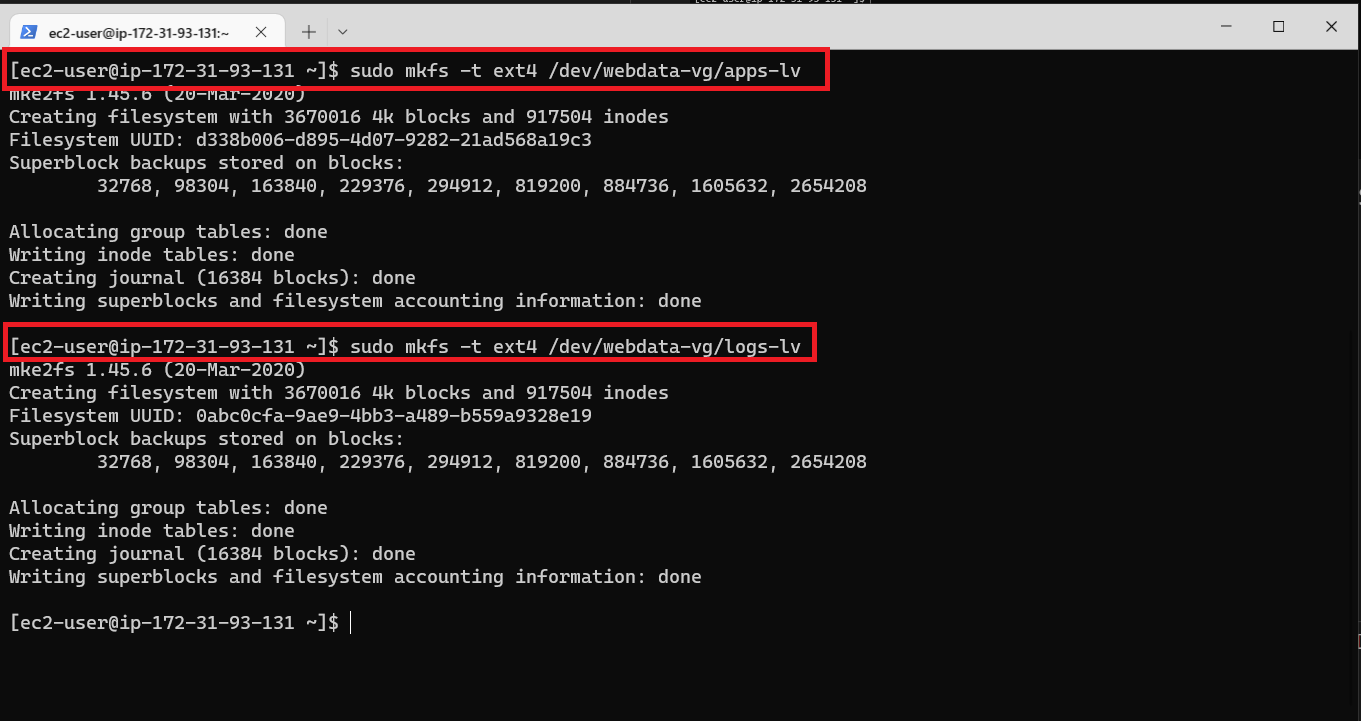 [ec2-user@ip-172-31-93-131 ~]$
ec2-user@ip-172-31-93-131:~
[ec2-user@ip-172-31-93-131 ~]$ sudo mkfs -t ext4 /dev/webdata-vg/apps-lv
mke2fs 1.45.6 (20-Mar-2020)
Creating filesystem with 3670016 4k blocks and 917504 inodes
Filesystem UUID: d338b006-d895-4d07-9282-21ad568a19c3
Superblock backups stored on blocks:
        32768, 98304, 163840, 229376, 294912, 819200, 884736, 1605632, 2654208
Allocating group tables: done
Writing inode tables: done
Creating journal (16384 blocks): done
Writing superblocks and filesystem accounting information: done
[ec2-user@ip-172-31-93-131 ~]$ sudo mkfs -t ext4 /dev/webdata-vg/logs-lv
mke2fs 1.45.6 (20-Mar-2020)
Creating filesystem with 3670016 4k blocks and 917504 inodes
Filesystem UUID: 0abc0cfa-9ae9-4bb3-a489-b559a9328e19
Superblock backups stored on blocks:
        32768, 98304, 163840, 229376, 294912, 819200, 884736, 1605632, 2654208
Allocating group tables: done
Writing inode tables: done
Creating journal (16384 blocks): done
Writing superblocks and filesystem accounting information: done
[ec2-user@ip-172-31-93-131 ~]$